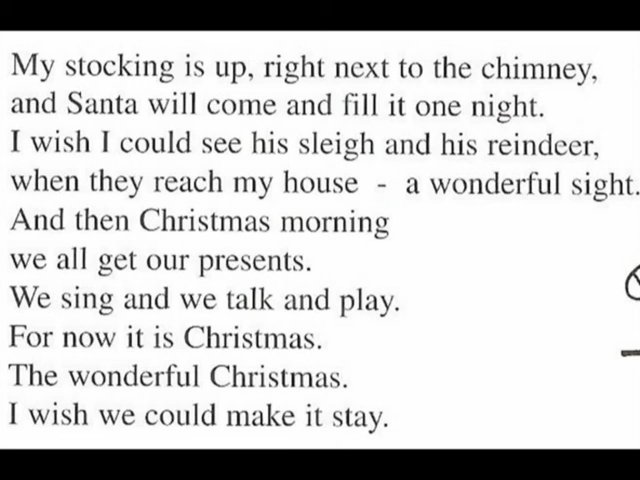 My stocking is up, right next to the chimney,
and Santa will come and fill it one night.
I wish I could see his sleigh and his reindeer,
when they reach my house - a wonderful sight.
And then Christmas morning
we all get our presents.
We sing and we talk and play.
For now it is Christmas.
The wonderful Christmas.
I wish we could make it stay.